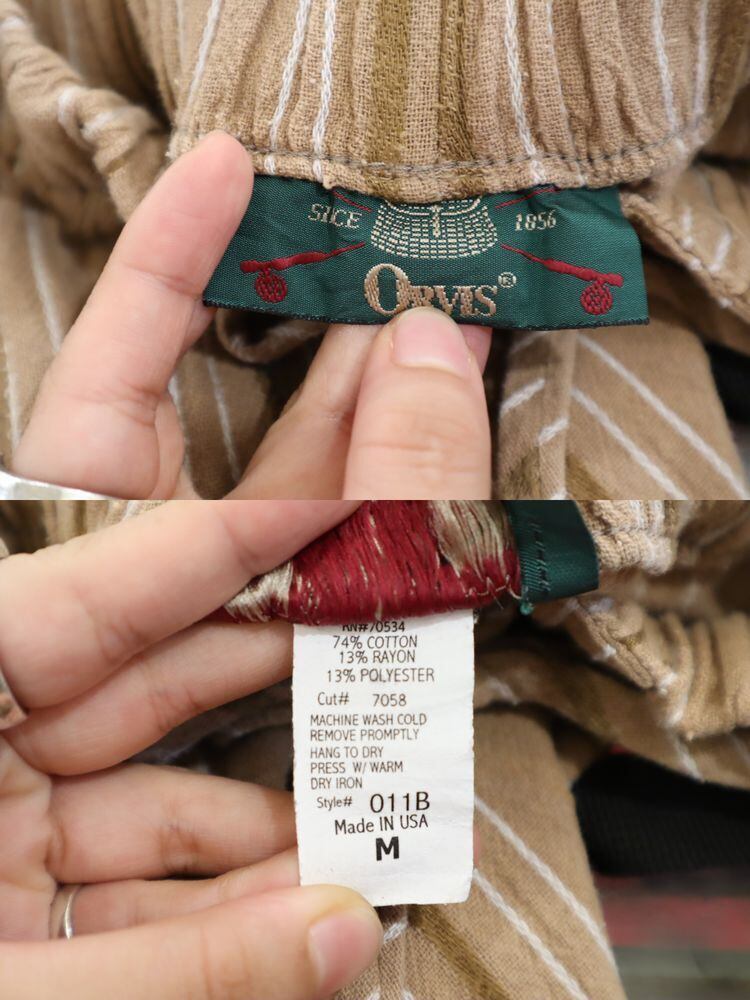 SINCE 1856
ORVIS®
RN#70534
74% COTTON
13% RAYON
13% POLYESTER
Cut# 7058
MACHINE WASH COLD
REMOVE PROMPTLY
HANG TO DRY
PRESS W/ WARM
DRY IRON
Style# 011B
Made IN USA
M